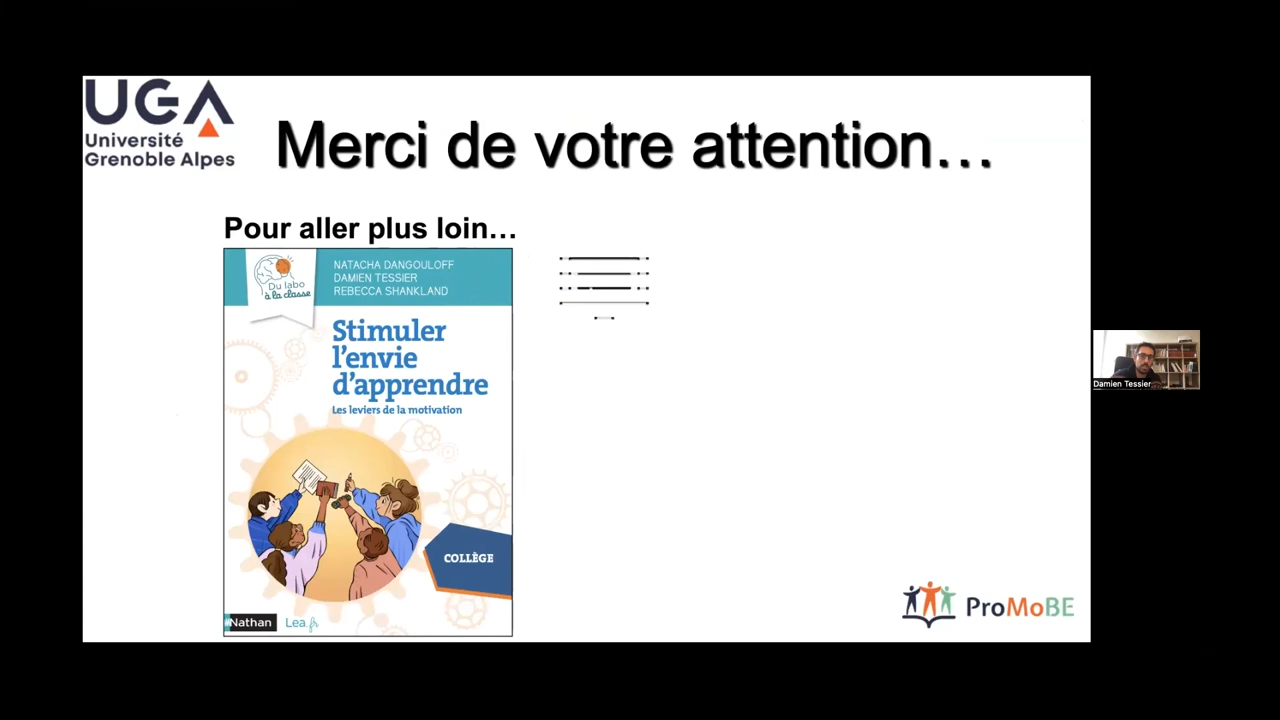 UGA
Université
Grenoble Alpes
Merci de votre attention…
Pour aller plus loin…
Du labo
à la classe
NATACHA DANGOULOFF
DAMIEN TESSIER
REBECCA SHANKLAND
Stimuler
l'envie
d'apprendre
Les leviers de la motivation
COLLÈGE
Nathan
Lea.fr
ProMoBE
Damien Tessier